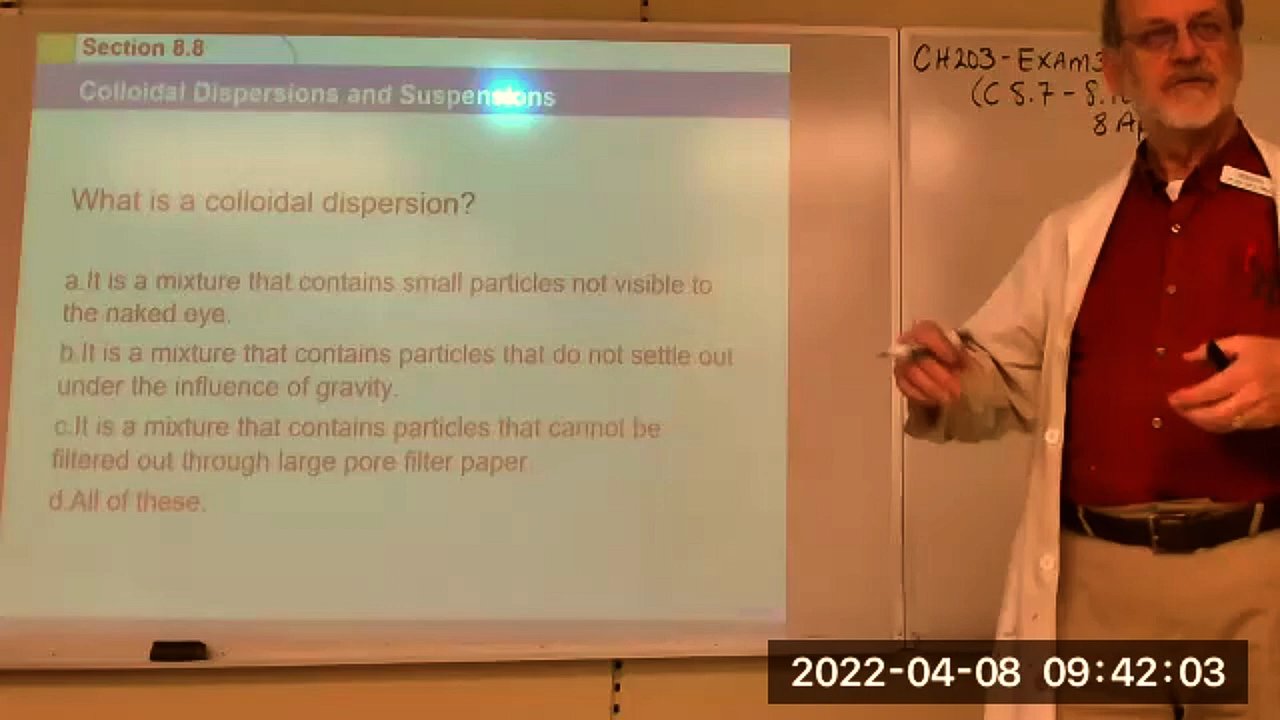 Section 8.8
Colloidal Dispersions and Suspensions
What is a colloidal dispersion?
a.It is a mixture that contains small particles not visible to
the naked eye.
b.It is a mixture that contains particles that do not settle out
under the influence of gravity.
c.It is a mixture that contains particles that cannot be
filtered out through large pore filter paper
d.All of these.
CH203-EXAM3
8.7 -
8
2022-04-08 09:42:03